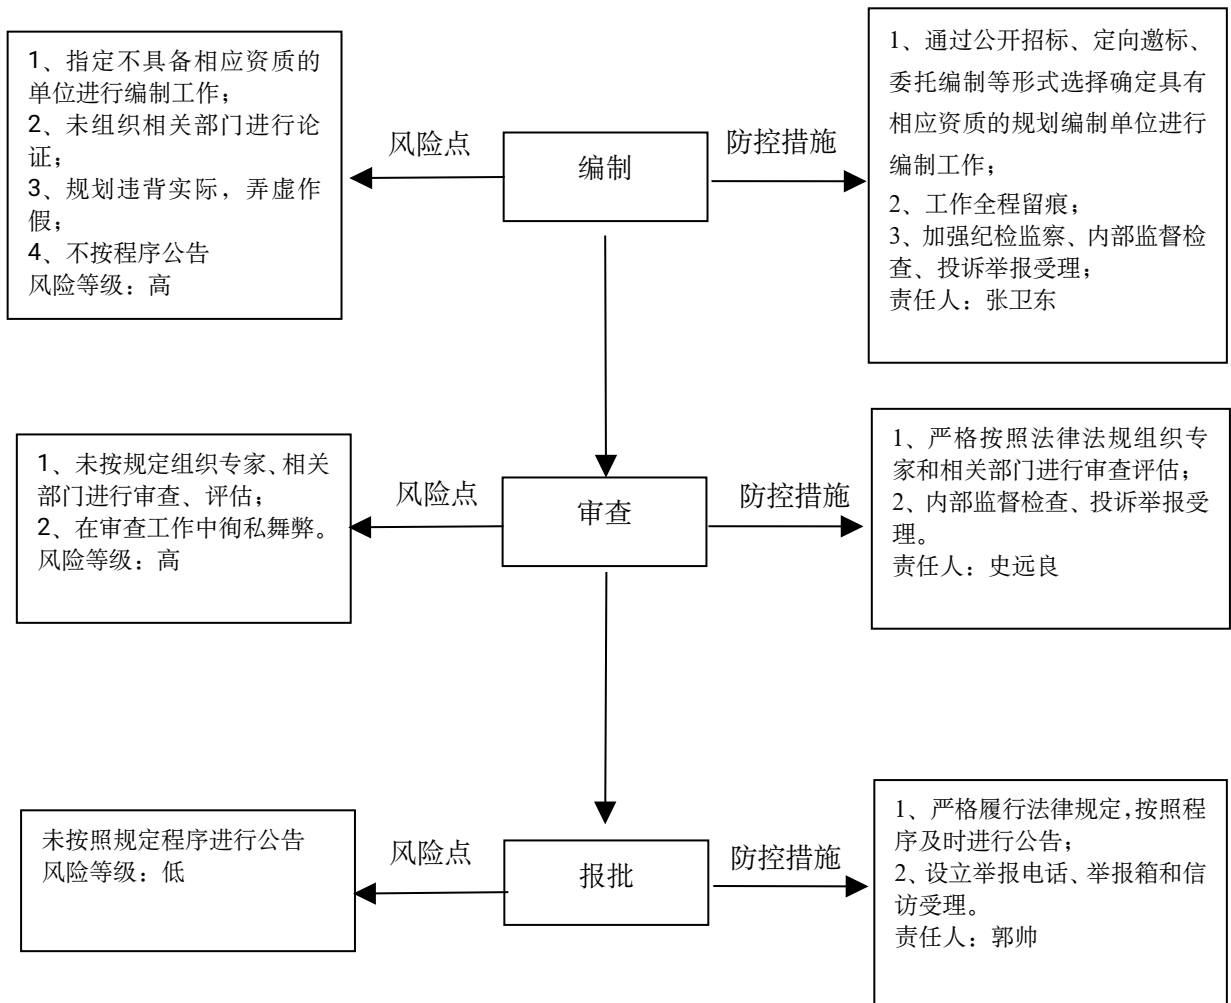 1、指定不具备相应资质的
单位进行编制工作；
2、未组织相关部门进行论
证；
3、规划违背实际，弄虚作
假；
4、不按程序公告
风险等级：高
风险点
编制
防控措施
1、通过公开招标、定向邀标、
委托编制等形式选择确定具有
相应资质的规划编制单位进行
编制工作；
2、工作全程留痕；
3、加强纪检监察、内部监督检
查、投诉举报受理；
责任人：张卫东
1、未按规定组织专家、相关
部门进行审查、评估；
2、在审查工作中徇私舞弊。
风险等级：高
风险点
审查
防控措施
1、严格按照法律法规组织专
家和相关部门进行审查评估；
2、内部监督检查、投诉举报受
理。
责任人：史远良
未按照规定程序进行公告
风险等级：低
风险点
报批
防控措施
1、严格履行法律规定，按照程
序及时进行公告；
2、设立举报电话、举报箱和信
访受理。
责任人：郭帅